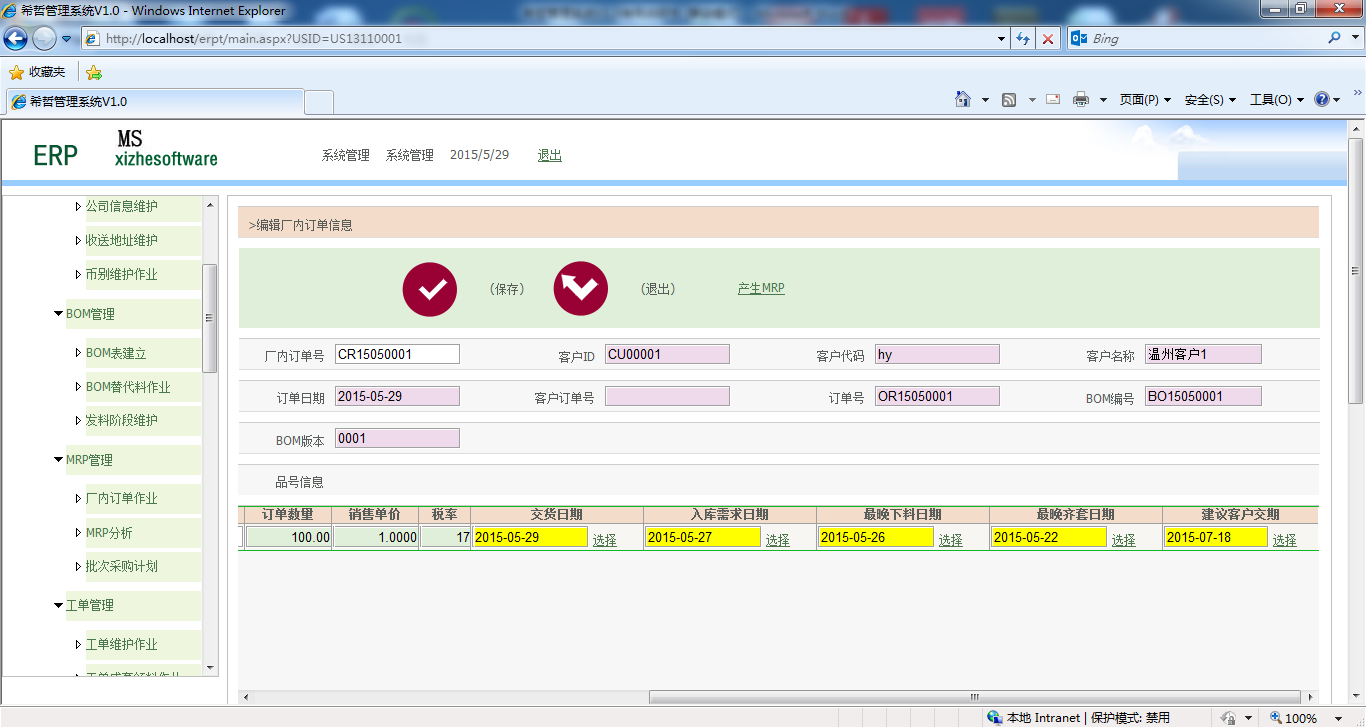 希哲管理系统V1.0 - Windows Internet Explorer
http://localhost/erpt/main.aspx?USID=US13110001
Bing
收藏夹
希哲管理系统V1.0
页面(P) 安全(S) 工具(O)
ERP
MS
xizhesoftware
系统管理 系统管理 2015/5/29 退出
公司信息维护
收送地址维护
币别维护作业
BOM管理
BOM表建立
BOM替代料作业
发料阶段维护
MRP管理
厂内订单作业
MRP分析
批次采购计划
工单管理
工单维护作业
>编辑厂内订单信息
(保存) (退出) 产生MRP
厂内订单号 CR15050001 客户ID CU00001 客户代码 hy 客户名称 温州客户1
订单日期 2015-05-29 客户订单号 订单号 OR15050001 BOM编号 BO15050001
BOM版本 0001
品号信息
订单数量 销售单价 税率 交货日期 入库需求日期 最晚下料日期 最晚齐套日期 建议客户交期
100.00 1.0000 17 2015-05-29 选择 2015-05-27 选择 2015-05-26 选择 2015-05-22 选择 2015-07-18 选择
本地 Intranet | 保护模式: 禁用
100%